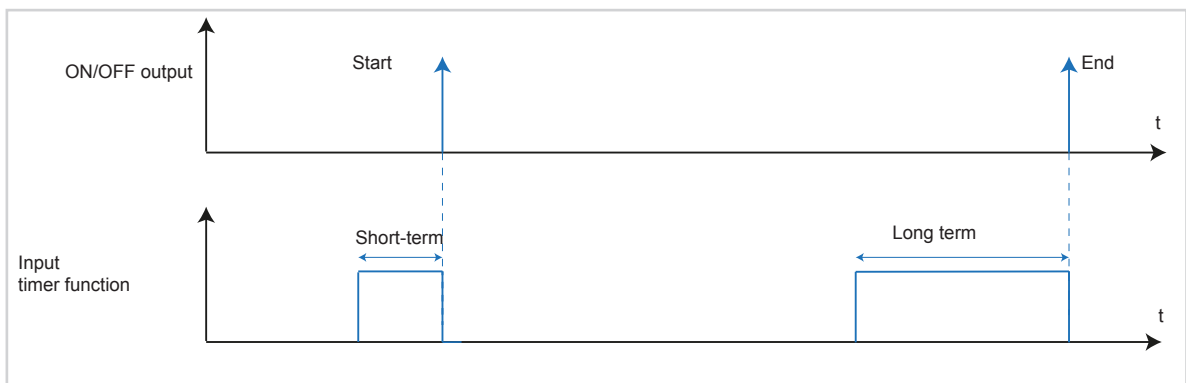 Start
End
ON/OFF output
t
Short-term
Long term
Input
timer function
t